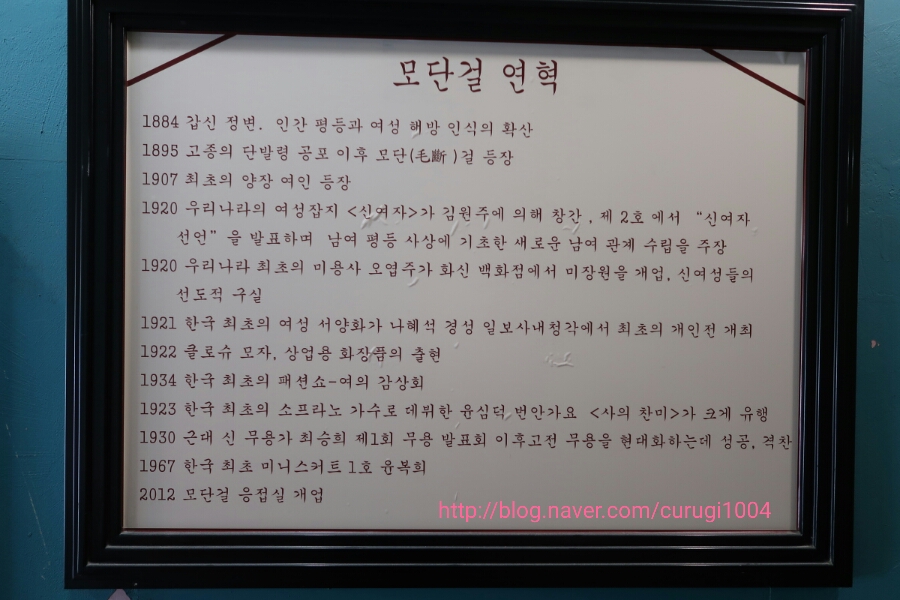 모단걸 연혁
1884 갑신 정변. 인간 평등과 여성 해방 인식의 확산
1895 고종의 단발령 공포 이후 모단(毛斷)걸 등장
1907 최초의 양장 여인 등장
1920 우리나라의 여성잡지 <신여자>가 김원주에 의해 창간, 제 2호 에서 "신여자
선언" 을 발표하며 남여 평등 사상에 기초한 새로운 남여 관계 수립을 주장
1920 우리나라 최초의 미용사 오엽주가 화신 백화점에서 미장원을 개업, 신여성들의
선도적 구실
1921 한국 최초의 여성 서양화가 나혜석 경성 일보사내청각에서 최초의 개인전 개최
1922 클로슈 모자, 상업용 화장품의 출현
1934 한국 최초의 패션쇼-여의 감상회
1923 한국 최초의 소프라노 가수로 데뷔한 윤심덕 번안가요 <사의 찬미>가 크게 유행
1930 근대 신 무용가 최승희 제1회 무용 발표회 이후고전 무용을 현대화하는데 성공, 격찬
1967 한국 최초 미니스커트 1호 윤복희
2012 모단걸 응접실 개업
http://blog.naver.com/curugi1004